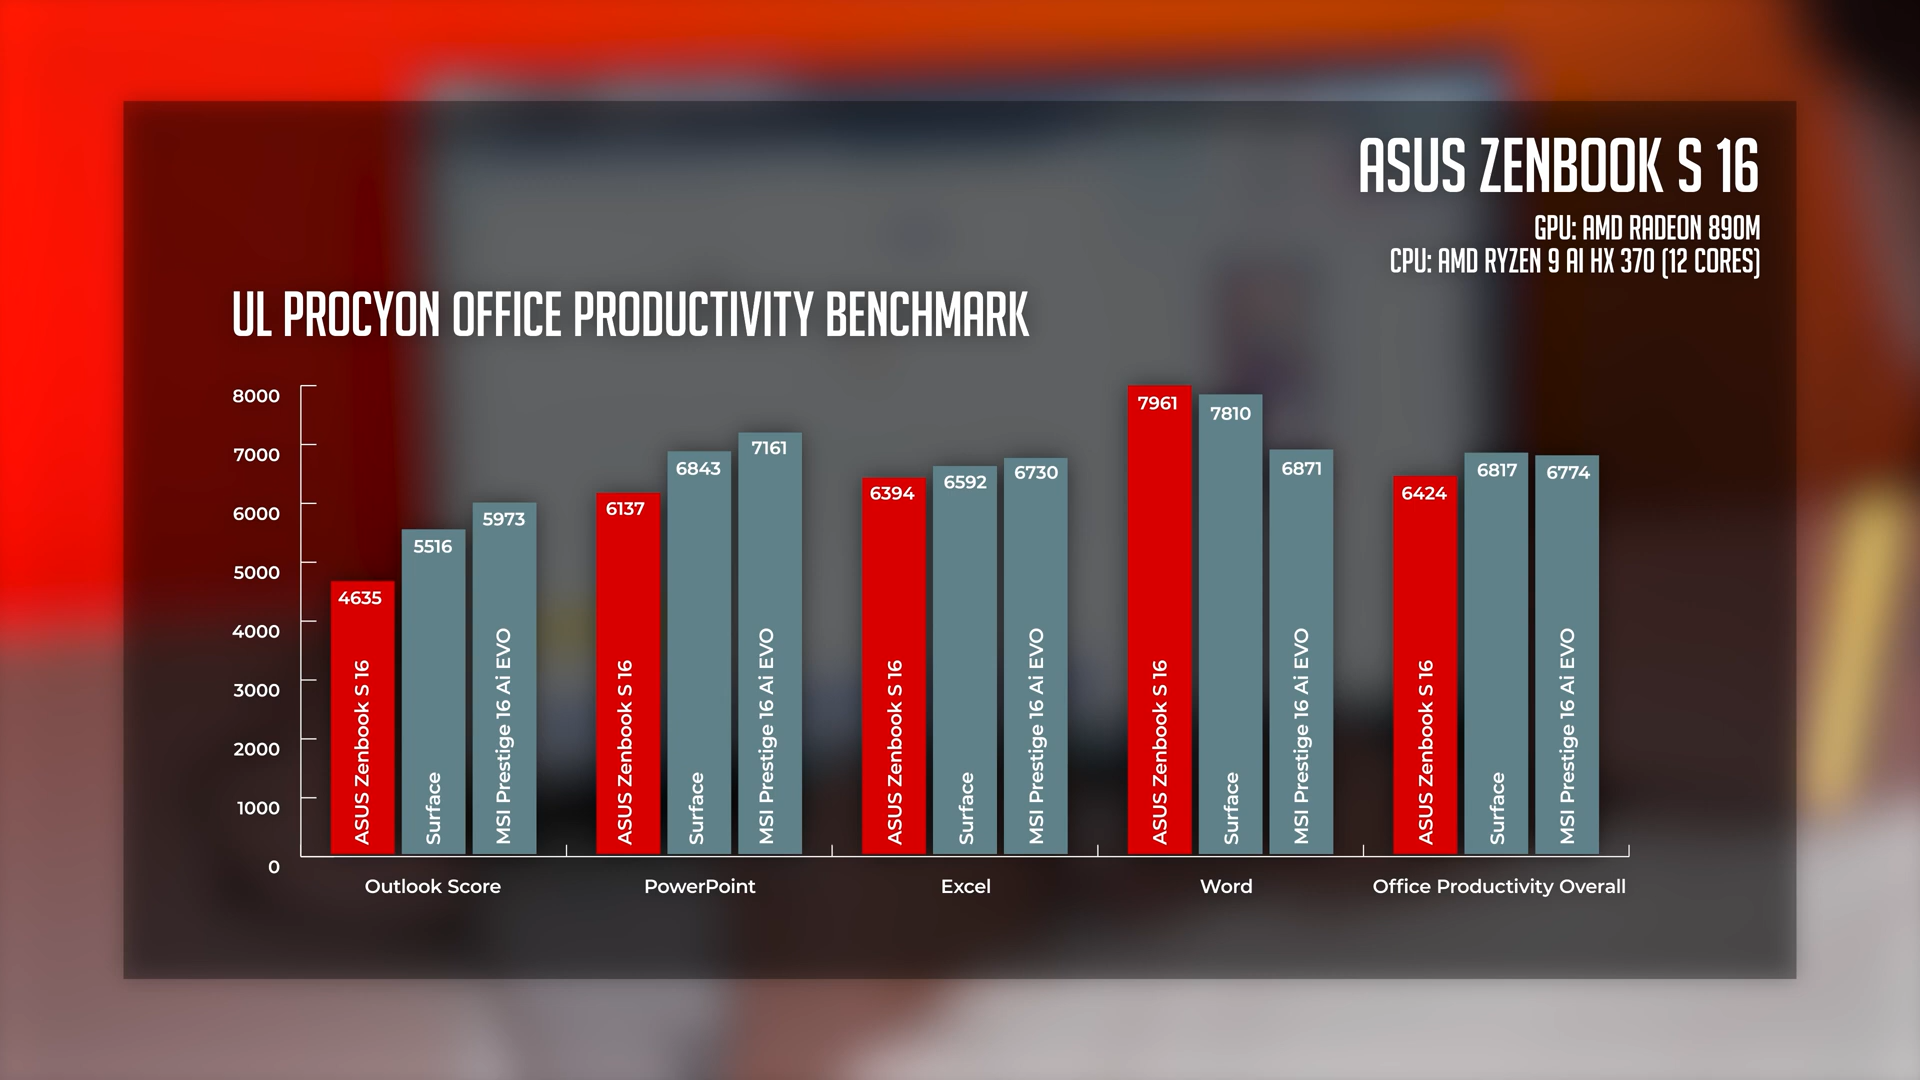 ASUS ZENBOOK S 16
GPU: AMD RADEON 890M
CPU: AMD RYZEN 9 AI HX 370 (12 CORES)
UL PROCYON OFFICE PRODUCTIVITY BENCHMARK
8000
7000
6000
5000
4000
3000
2000
1000
0
4635
5516
5973
6137
6843
7161
6394
6592
6730
7961
7810
6871
6424
6817
6774
ASUS Zenbook S 16
Surface
MSI Prestige 16 Ai EVO
ASUS Zenbook S 16
Surface
MSI Prestige 16 Ai EVO
ASUS Zenbook S 16
Surface
MSI Prestige 16 Ai EVO
ASUS Zenbook S 16
Surface
MSI Prestige 16 Ai EVO
ASUS Zenbook S 16
Surface
MSI Prestige 16 Ai EVO
Outlook Score
PowerPoint
Excel
Word
Office Productivity Overall